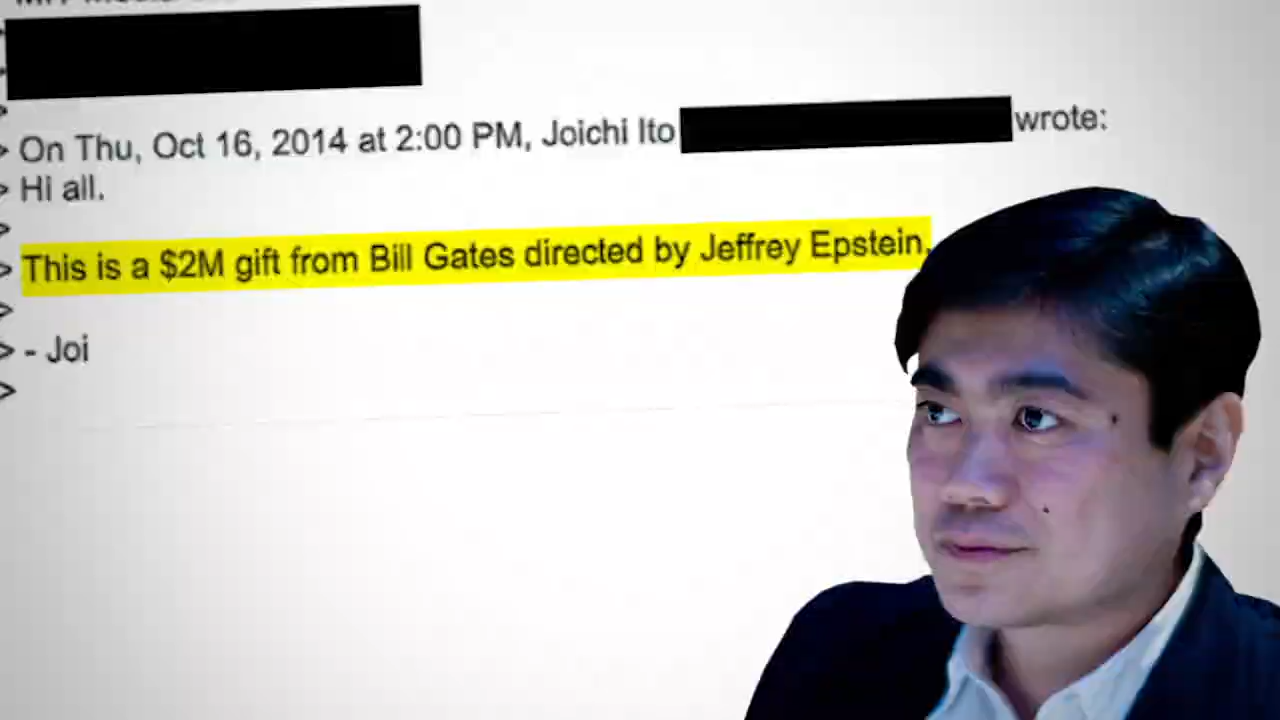 > On Thu, Oct 16, 2014 at 2:00 PM, Joichi Ito wrote:
> Hi all.
>
> This is a $2M gift from Bill Gates directed by Jeffrey Epstein.
>
> - Joi
>